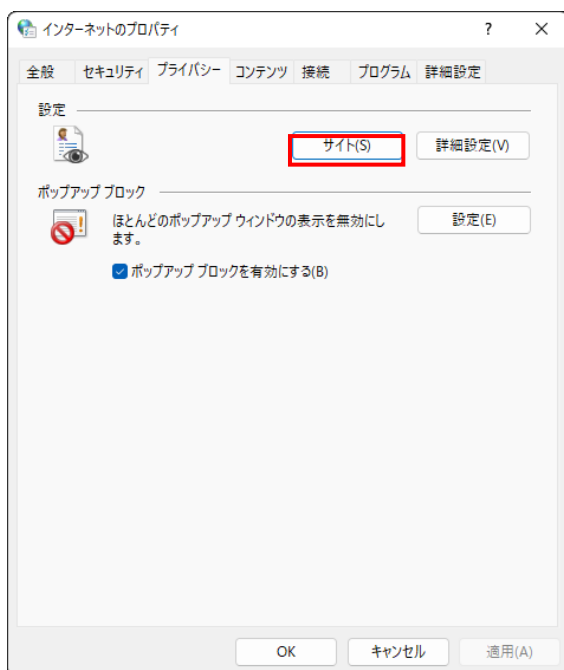 インターネットのプロパティ
全般 セキュリティ プライバシー コンテンツ 接続 プログラム 詳細設定
設定
サイト(S) 詳細設定(V)
ポップアップ ブロック
ほとんどのポップアップ ウィンドウの表示を無効にし
ます。
設定(E)
ポップアップ ブロックを有効にする(B)
OK キャンセル 適用(A)